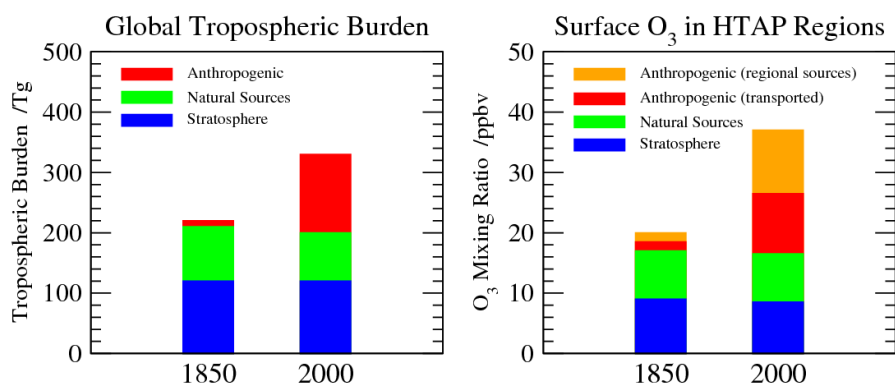 Global Tropospheric Burden
Tropospheric Burden /Tg
500
400
300
200
100
0
Anthropogenic
Natural Sources
Stratosphere
1850 2000
Surface O₃ in HTAP Regions
O₃ Mixing Ratio /ppbv
50
40
30
20
10
0
Anthropogenic (regional sources)
Anthropogenic (transported)
Natural Sources
Stratosphere
1850 2000